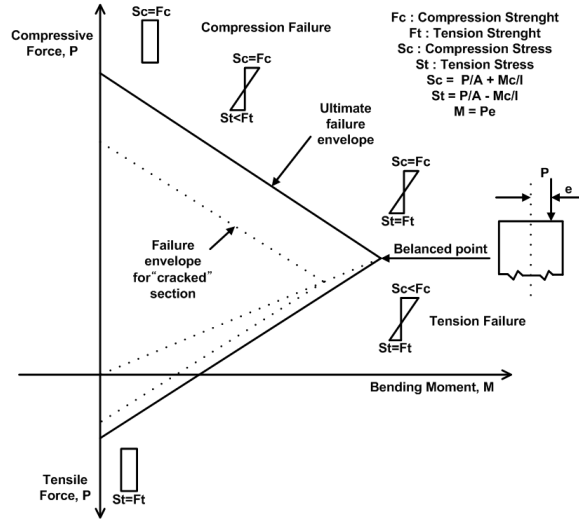 Compressive
Force, P
Sc=Fc
Compression Failure
Fc : Compression Strenght
Ft : Tension Strenght
Sc : Compression Stress
St : Tension Stress
Sc = P/A + Mc/I
St = P/A - Mc/I
M = Pe
Sc=Fc
St<Ft
Ultimate
failure
envelope
Sc=Fc
St=Ft
P
e
Failure
envelope
for"cracked"
section
Belanced point
Sc<Fc
St=Ft
Tension Failure
Bending Moment, M
Tensile
Force, P
St=Ft